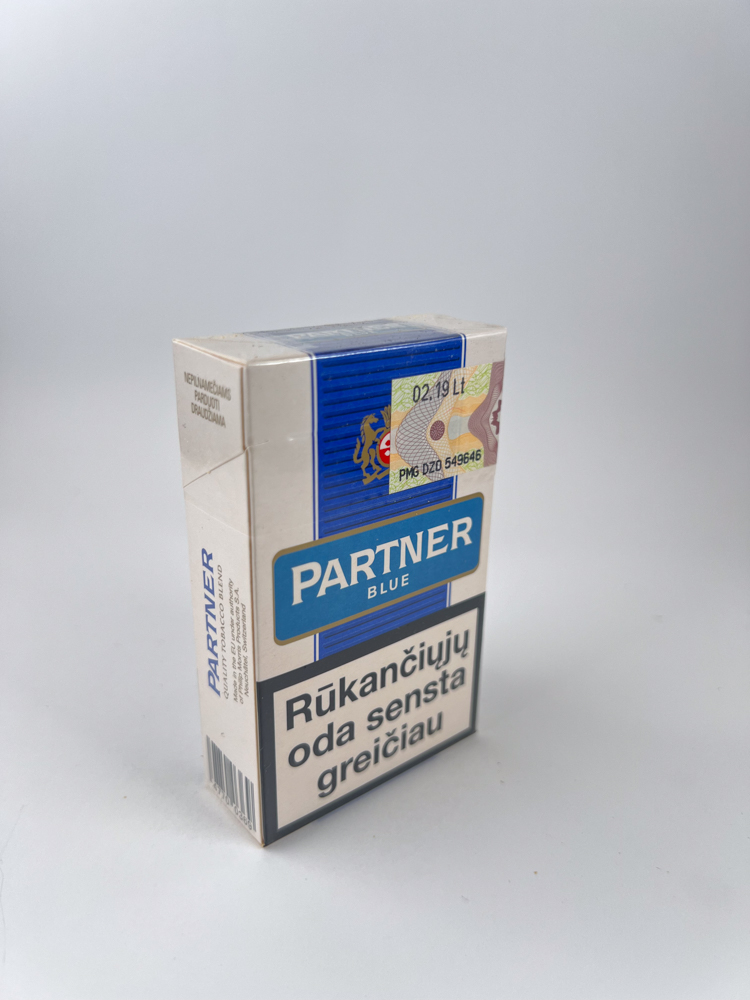 NEPILNAMEČIAMS
PARDUOTI
DRAUDŽIAMA
02.19 Lt
PMG DZD 549646
PARTNER
BLUE
Rūkančiųjų
oda sensta
greičiau
PARTNER
QUALITY TOBACCO BLEND
Made in the EU under authority
of Philip Morris Products S.A.
Neuchâtel, Switzerland